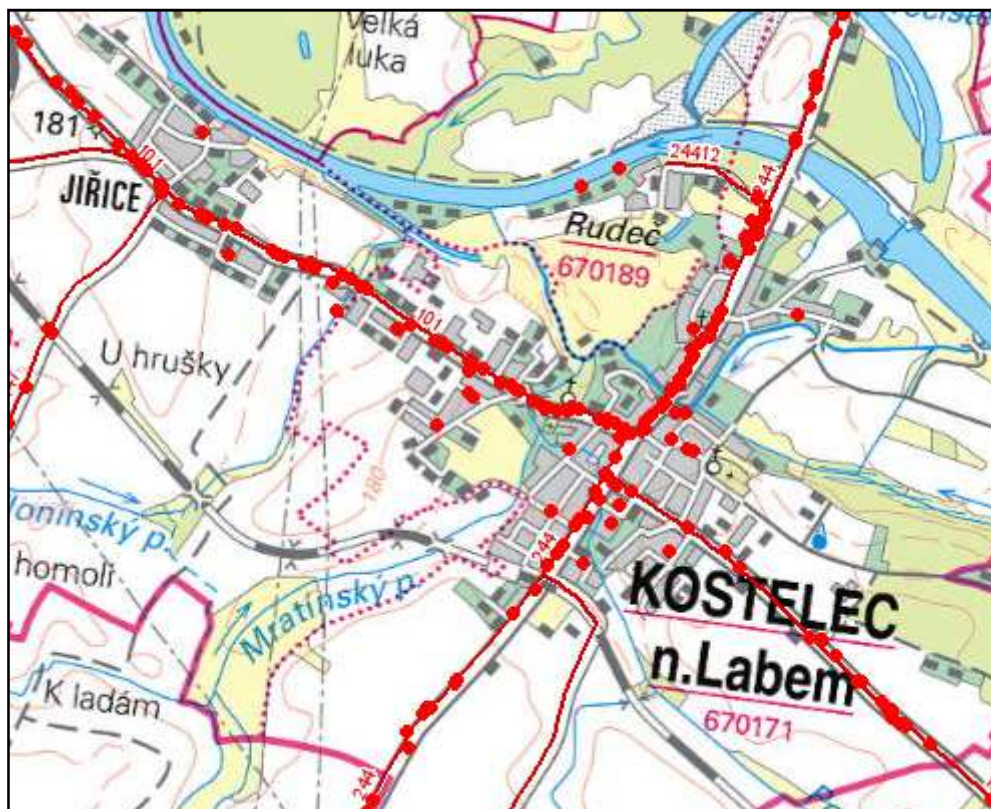 Velká
luka
181
101
JIŘICE
24412
244
Rudeč
670189
101
U hrušky
180
homolí
Mratínský p.
244
KOSTELEC
n.Labem
670171
K ladám
244